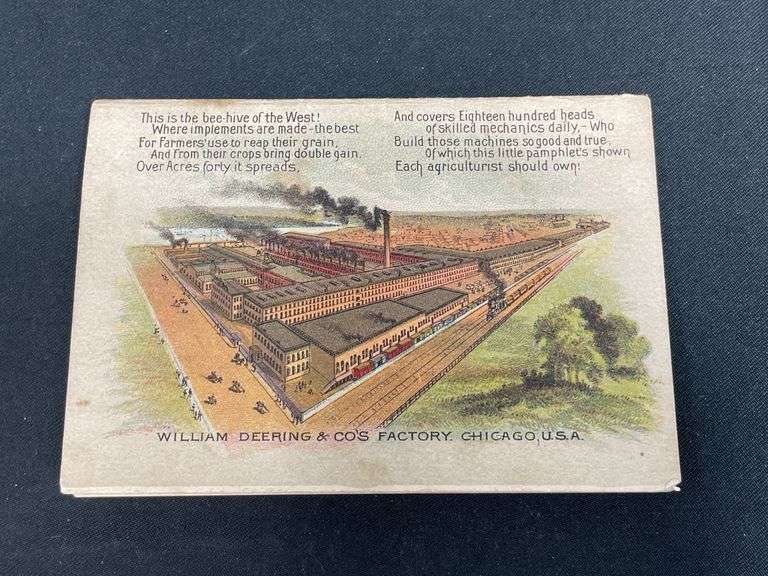 This is the bee-hive of the West!
Where implements are made - the best
For Farmers' use to reap their grain,
And From their crops bring double gain.
Over Acres forty it spreads,
And covers Eighteen hundred heads
of skilled mechanics daily, - Who
Build those machines so good and true,
Of which this little pamphlet's shown
Each agriculturist should own!
WILLIAM DEERING & CO'S FACTORY. CHICAGO, U.S.A.